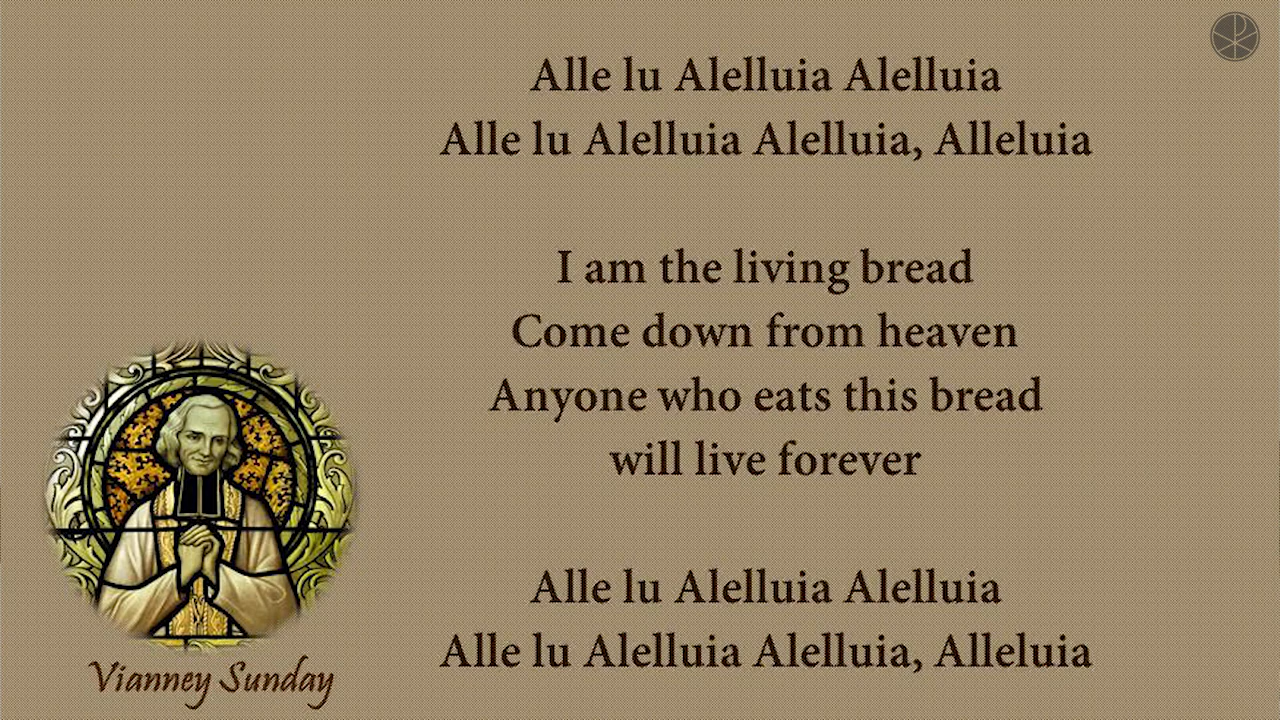 Alle lu Alelluia Alelluia
Alle lu Alelluia Alelluia, Alleluia
I am the living bread
Come down from heaven
Anyone who eats this bread
will live forever
Alle lu Alelluia Alelluia
Alle lu Alelluia Alelluia, Alleluia
Vianney Sunday